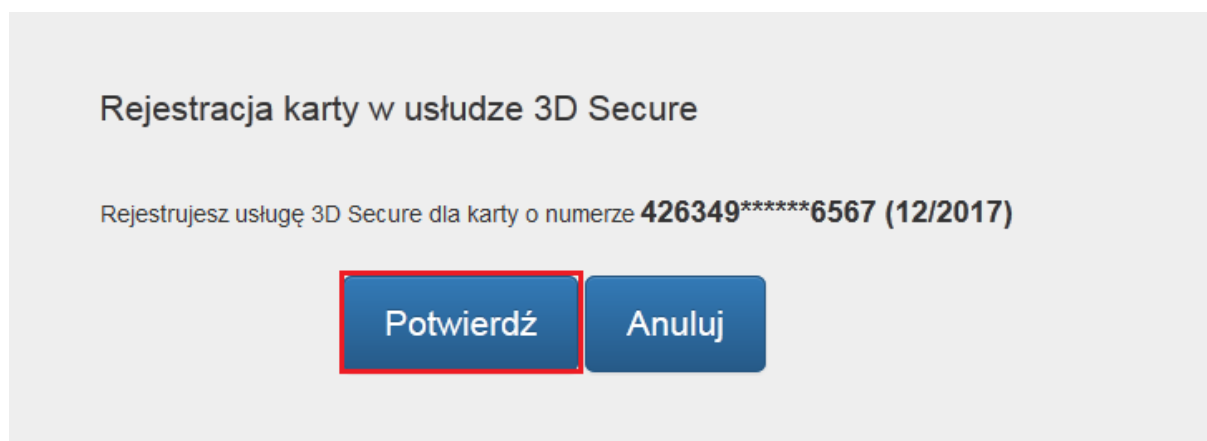 Rejestracja karty w usłudze 3D Secure
Rejestrujesz usługę 3D Secure dla karty o numerze 426349******6567 (12/2017)
Potwierdź Anuluj